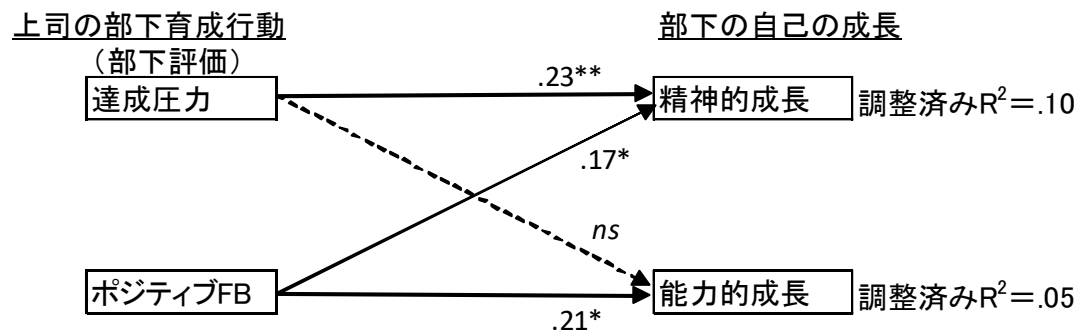 上司の部下育成行動
（部下評価）
部下の自己の成長
達成圧力
.23**
精神的成長
調整済みR²＝.10
.17*
ns
ポジティブFB
.21*
能力的成長
調整済みR²＝.05